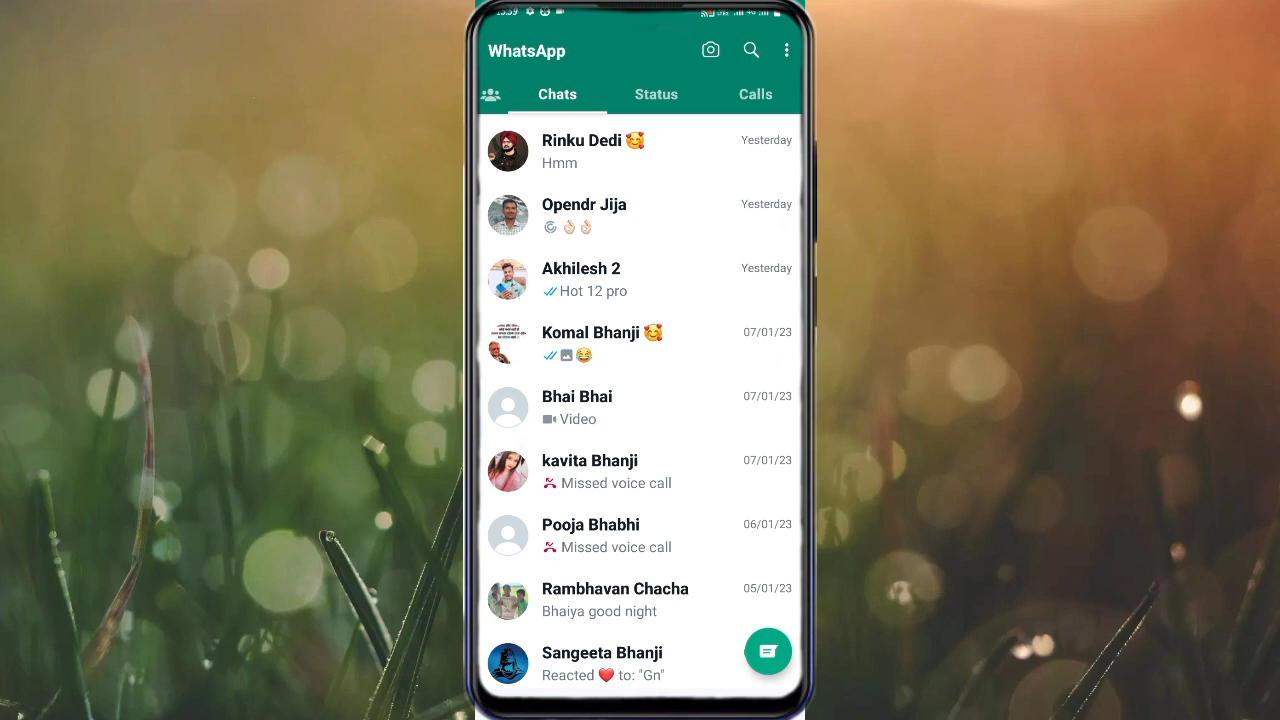 13:59
WhatsApp
Chats Status Calls
Rinku Dedi 🥰 Yesterday
Hmm
Opendr Jija Yesterday
👌🏻👌🏻
Akhilesh 2 Yesterday
Hot 12 pro
Komal Bhanji 🥰 07/01/23
😂
Bhai Bhai 07/01/23
Video
kavita Bhanji 07/01/23
Missed voice call
Pooja Bhabhi 06/01/23
Missed voice call
Rambhavan Chacha 05/01/23
Bhaiya good night
Sangeeta Bhanji
Reacted ❤️ to: "Gn"